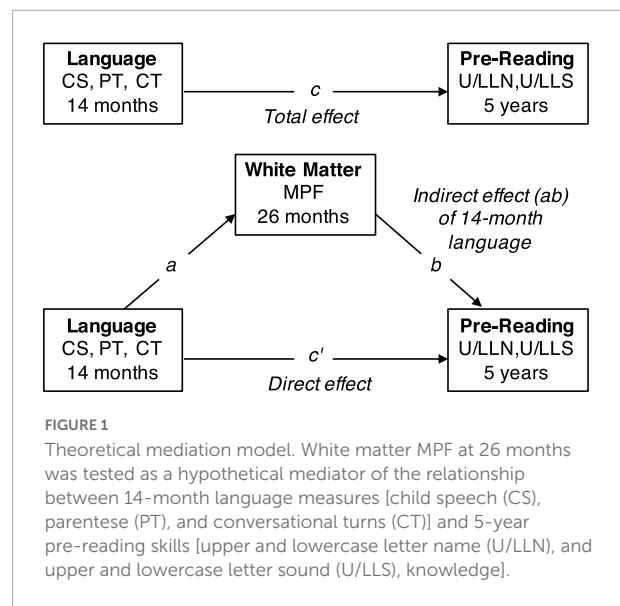 Language
CS, PT, CT
14 months
c
Total effect
Pre-Reading
U/LLN,U/LLS
5 years
White Matter
MPF
26 months
Indirect effect (ab)
of 14-month
language
a
b
Language
CS, PT, CT
14 months
c'
Direct effect
Pre-Reading
U/LLN,U/LLS
5 years
FIGURE 1
Theoretical mediation model. White matter MPF at 26 months
was tested as a hypothetical mediator of the relationship
between 14-month language measures [child speech (CS),
parentese (PT), and conversational turns (CT)] and 5-year
pre-reading skills [upper and lowercase letter name (U/LLN), and
upper and lowercase letter sound (U/LLS), knowledge].